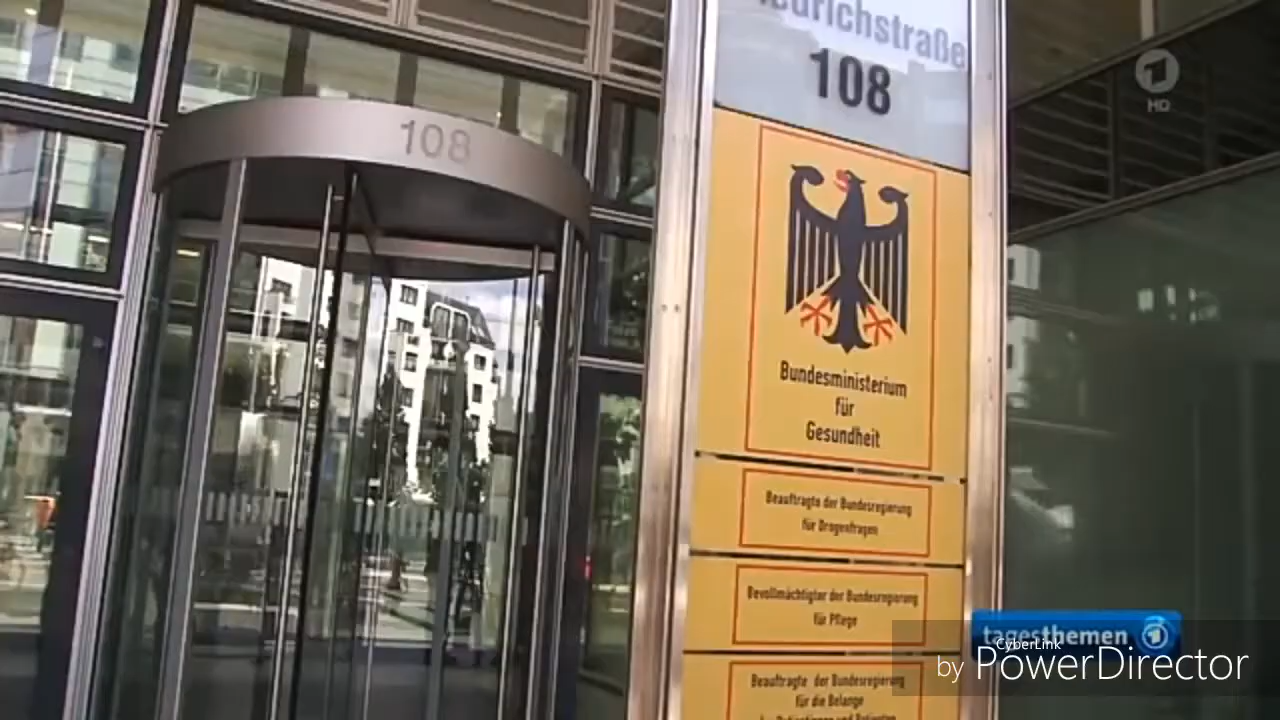 108
108
Bundesministerium
für
Gesundheit
Beauftragte der Bundesregierung
für Drogenfragen
Bevollmächtigter der Bundesregierung
für Pflege
Beauftragte der Bundesregierung
für die Belange
1
HD
tagesthemen
CyberLink
by PowerDirector